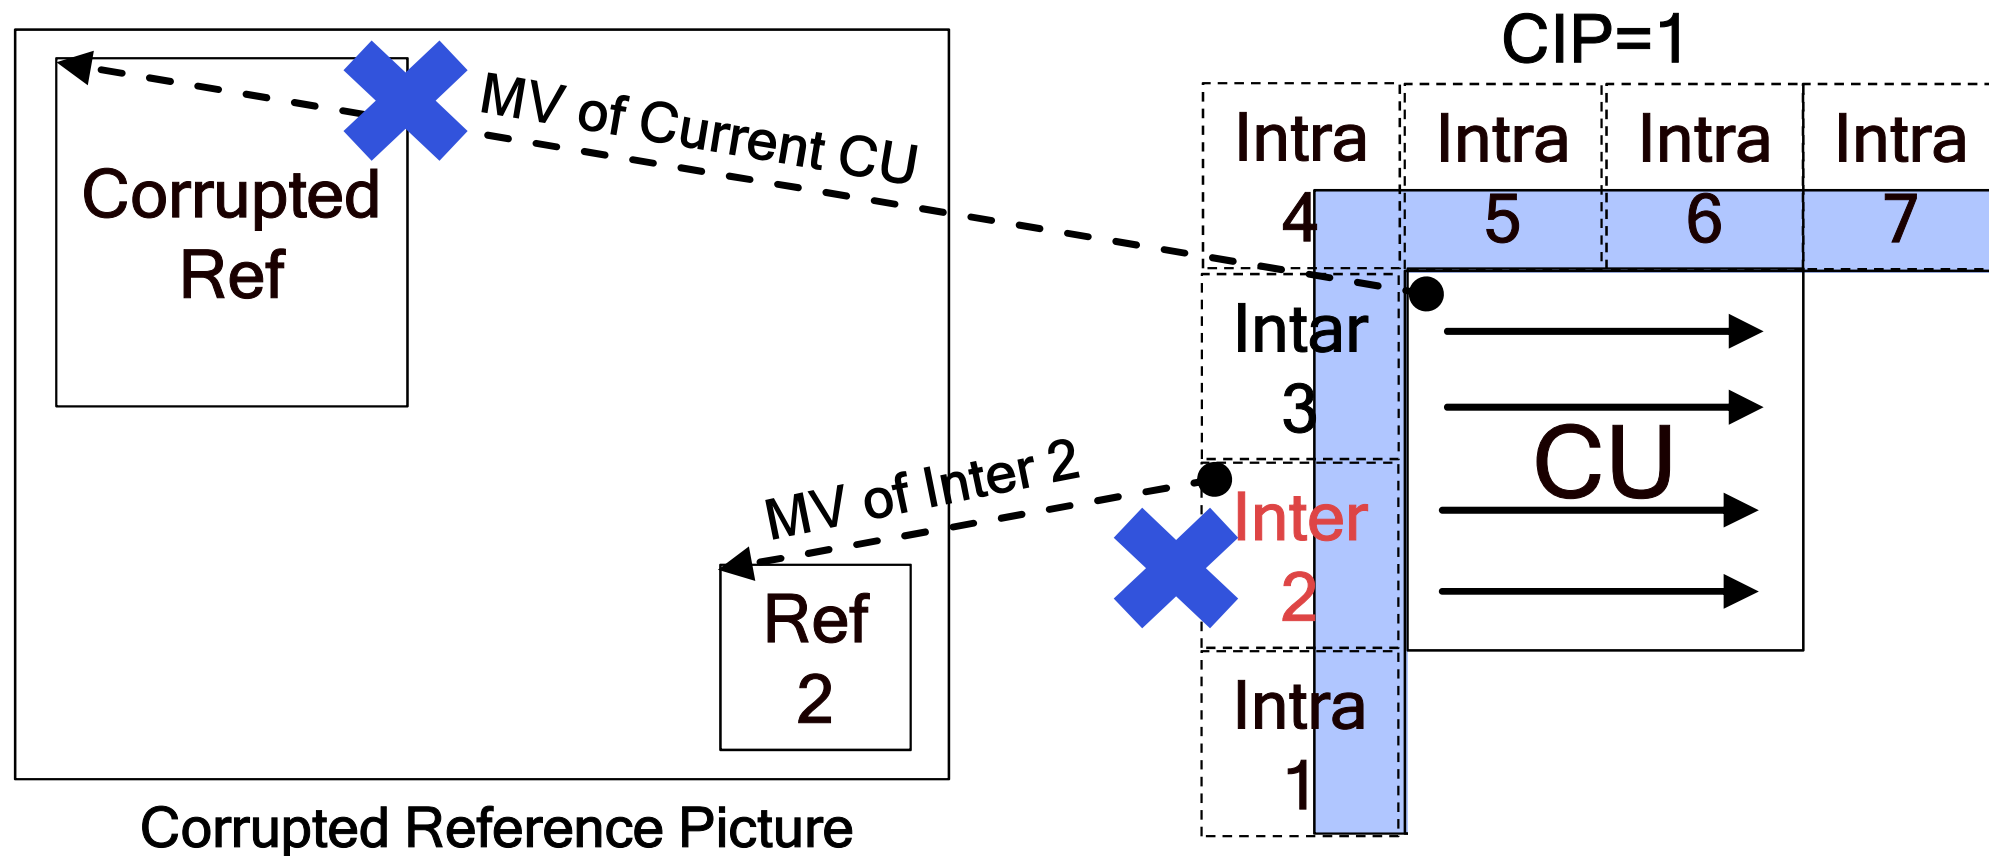 CIP=1
MV of Current CU
Corrupted
Ref
Intra
4
Intra
5
Intra
6
Intra
7
Intar
3
Inter
2
Intra
1
CU
MV of Inter 2
Ref
2
Corrupted Reference Picture